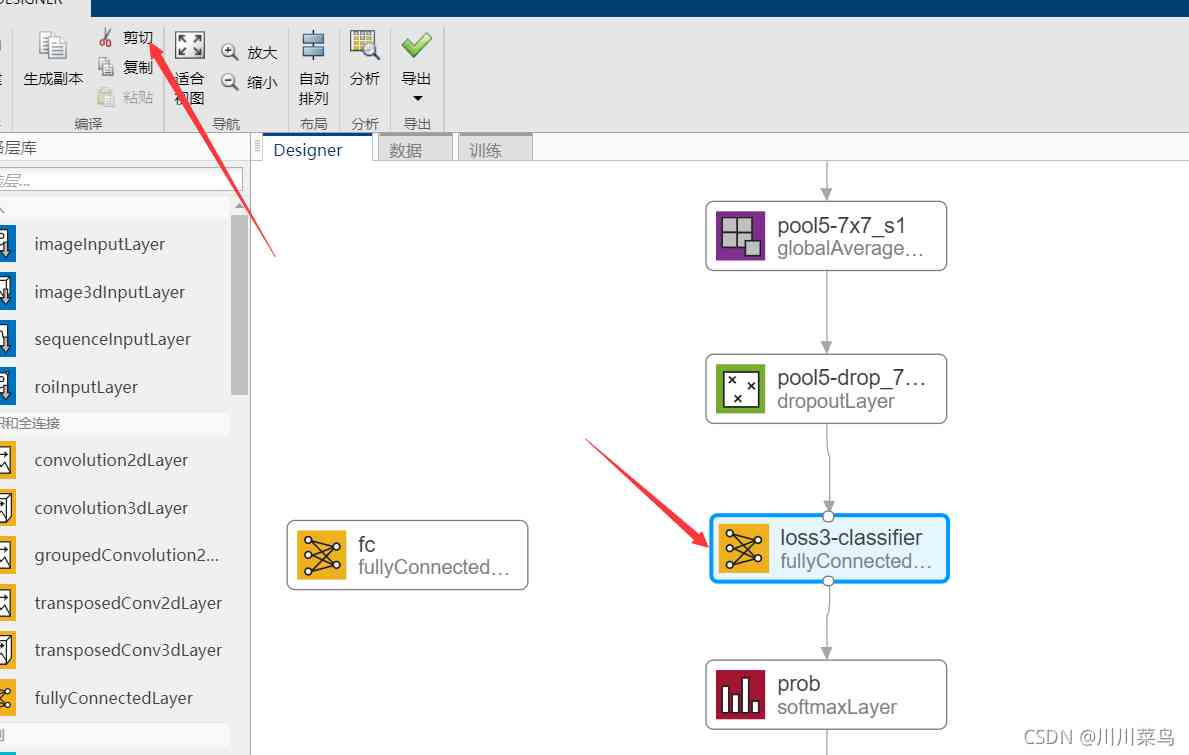 DESIGNER
生成副本
剪切
复制
粘贴
适合
视图
放大
缩小
自动
排列
分析
导出
编译
导航
布局
分析
导出
层库
Designer
数据
训练
层...
imageInputLayer
image3dInputLayer
sequenceInputLayer
roiInputLayer
和全连接
convolution2dLayer
convolution3dLayer
groupedConvolution2...
transposedConv2dLayer
transposedConv3dLayer
fullyConnectedLayer
pool5-7x7_s1
globalAverage...
pool5-drop_7...
dropoutLayer
fc
fullyConnected...
loss3-classifier
fullyConnected...
prob
softmaxLayer
CSDN @川川菜鸟